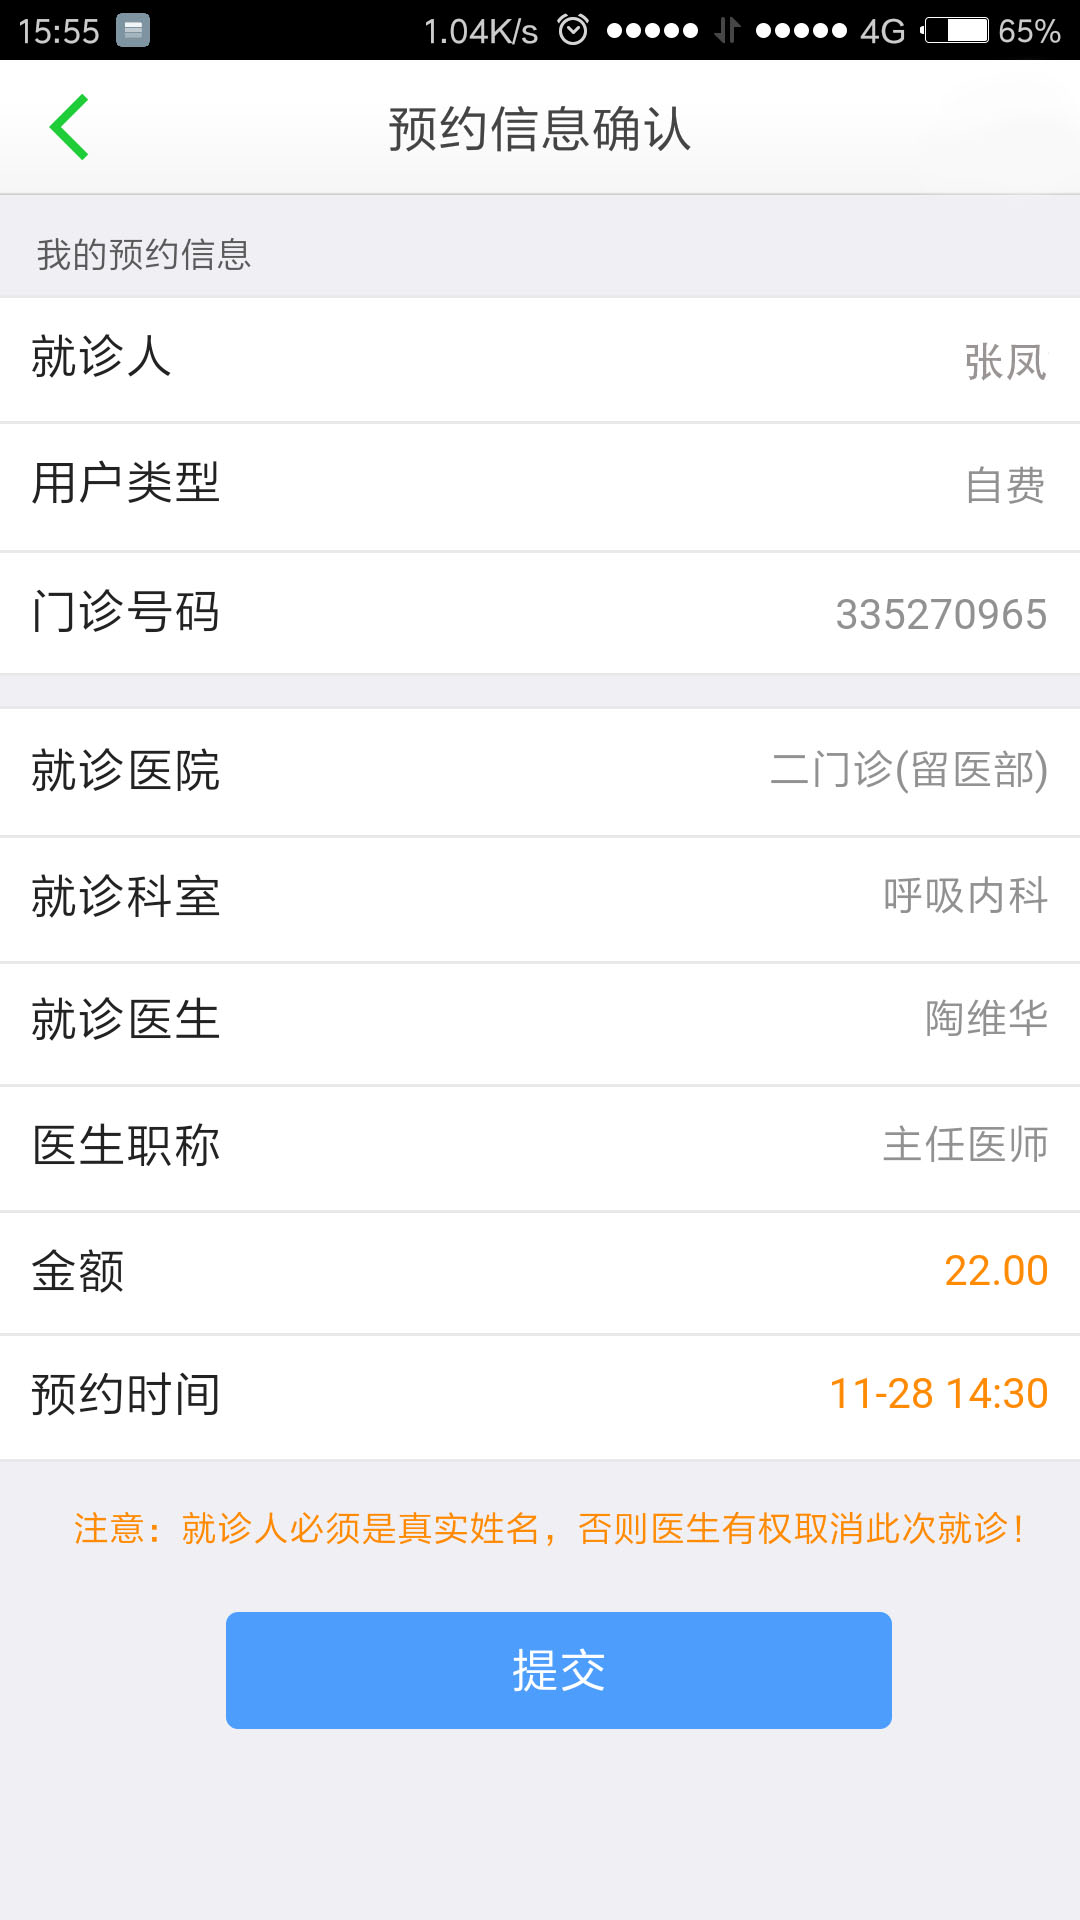 15:55 1.04K/s 4G 65%
预约信息确认
我的预约信息
就诊人 张凤
用户类型 自费
门诊号码 335270965
就诊医院 二门诊(留医部)
就诊科室 呼吸内科
就诊医生 陶维华
医生职称 主任医师
金额 22.00
预约时间 11-28 14:30
注意：就诊人必须是真实姓名，否则医生有权取消此次就诊！
提交